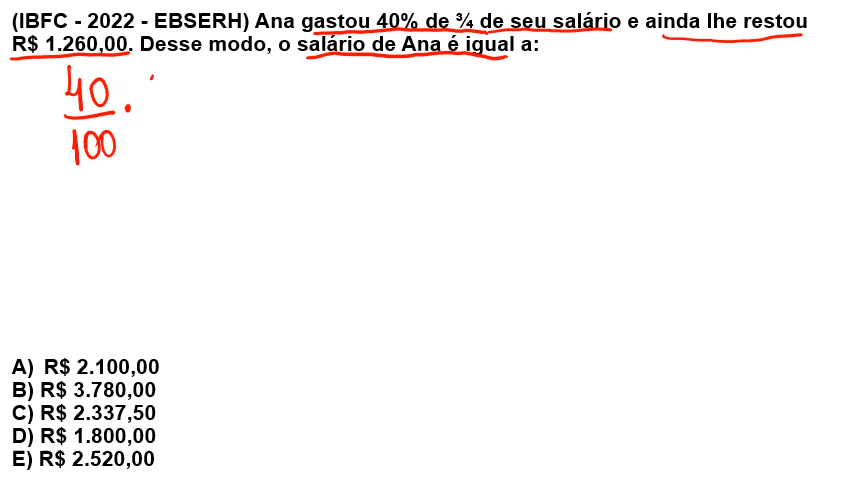 (IBFC - 2022 - EBSERH) Ana gastou 40% de ¾ de seu salário e ainda lhe restou
R$ 1.260,00. Desse modo, o salário de Ana é igual a:
40
100
.
A) R$ 2.100,00
B) R$ 3.780,00
C) R$ 2.337,50
D) R$ 1.800,00
E) R$ 2.520,00